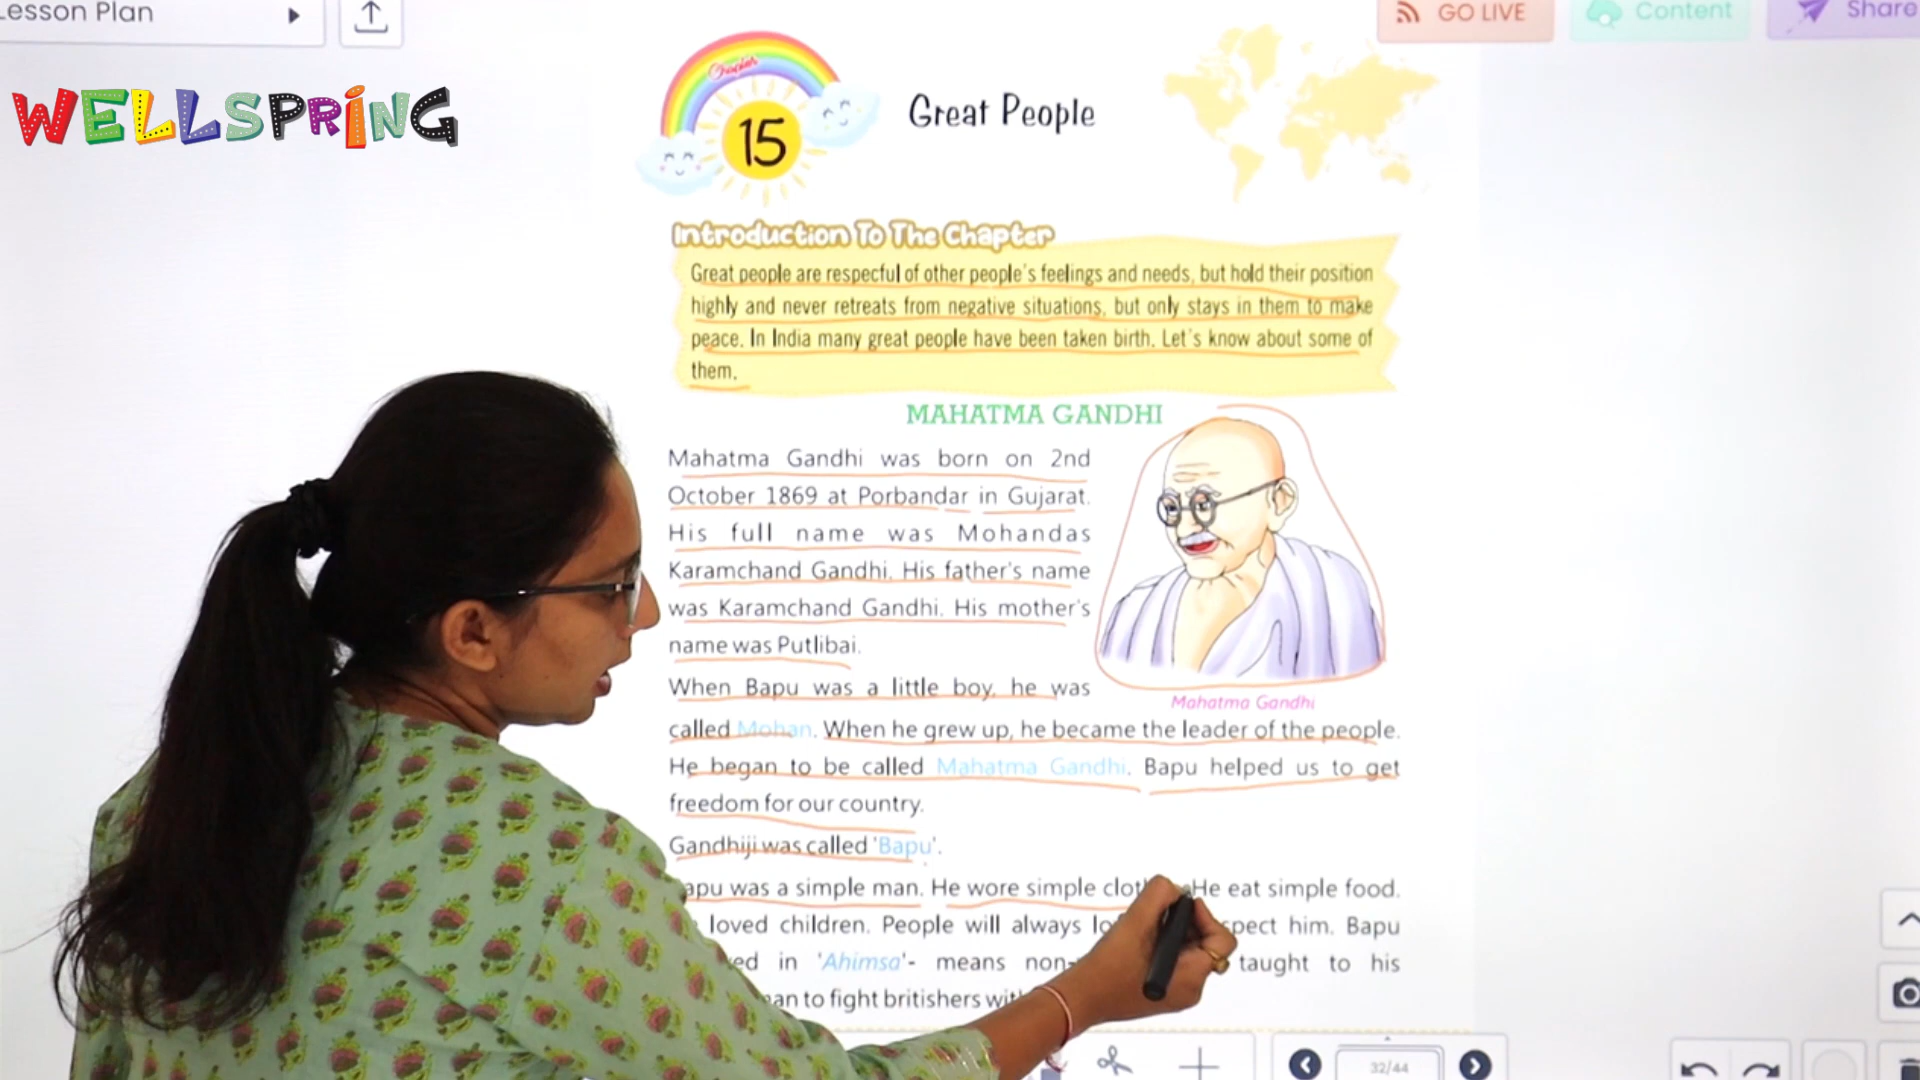 Lesson Plan
GO LIVE
Content
Share
WELLSPRING
Chapter
15
Great People
Introduction To The Chapter
Great people are respecful of other people's feelings and needs, but hold their position
highly and never retreats from negative situations, but only stays in them to make
peace. In India many great people have been taken birth. Let's know about some of
them.
MAHATMA GANDHI
Mahatma Gandhi was born on 2nd
October 1869 at Porbandar in Gujarat.
His full name was Mohandas
Karamchand Gandhi. His father's name
was Karamchand Gandhi. His mother's
name was Putlibai.
When Bapu was a little boy, he was
Mahatma Gandhi
called Mohan. When he grew up, he became the leader of the people.
He began to be called Mahatma Gandhi. Bapu helped us to get
freedom for our country.
Gandhiji was called 'Bapu'.
apu was a simple man. He wore simple He eat simple food.
loved children. People will always him. Bapu
in 'Ahimsa'- means non- taught to his
to fight britishers
32/44